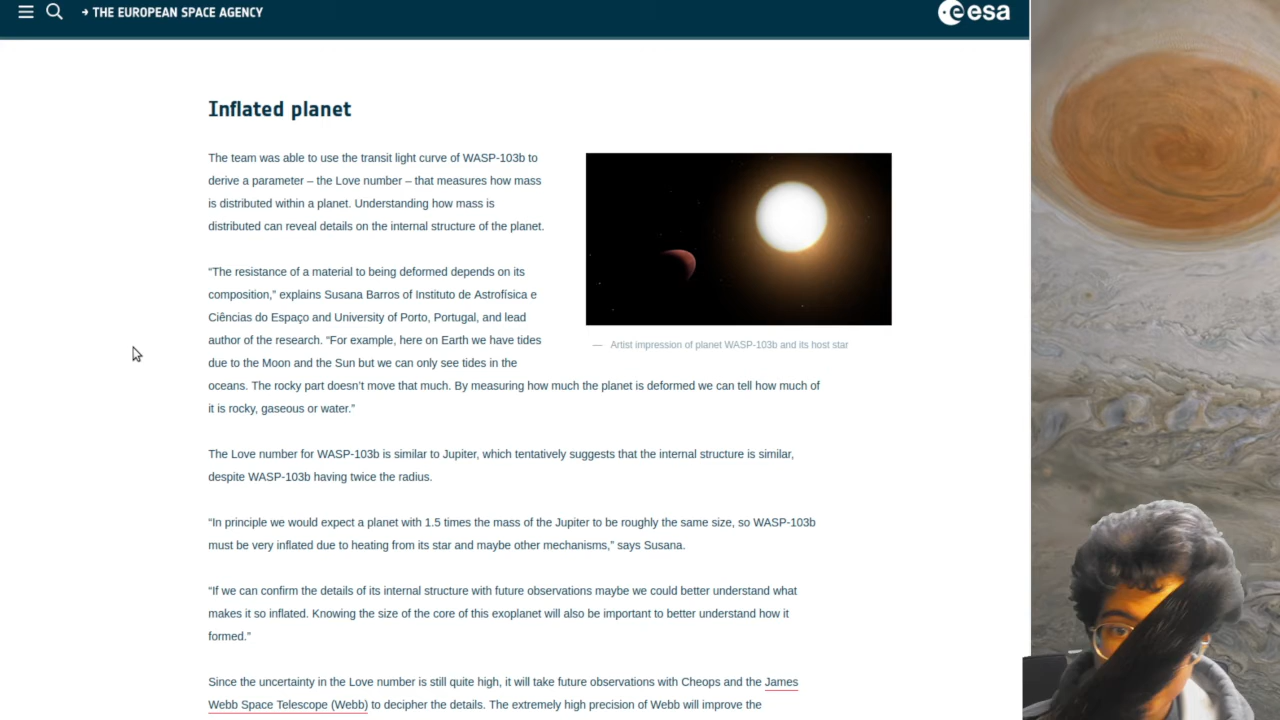 → THE EUROPEAN SPACE AGENCY
esa
Inflated planet
The team was able to use the transit light curve of WASP-103b to
derive a parameter – the Love number – that measures how mass
is distributed within a planet. Understanding how mass is
distributed can reveal details on the internal structure of the planet.
“The resistance of a material to being deformed depends on its
composition,” explains Susana Barros of Instituto de Astrofísica e
Ciências do Espaço and University of Porto, Portugal, and lead
author of the research. “For example, here on Earth we have tides
due to the Moon and the Sun but we can only see tides in the
oceans. The rocky part doesn’t move that much. By measuring how much the planet is deformed we can tell how much of
it is rocky, gaseous or water.”
— Artist impression of planet WASP-103b and its host star
The Love number for WASP-103b is similar to Jupiter, which tentatively suggests that the internal structure is similar,
despite WASP-103b having twice the radius.
“In principle we would expect a planet with 1.5 times the mass of the Jupiter to be roughly the same size, so WASP-103b
must be very inflated due to heating from its star and maybe other mechanisms,” says Susana.
“If we can confirm the details of its internal structure with future observations maybe we could better understand what
makes it so inflated. Knowing the size of the core of this exoplanet will also be important to better understand how it
formed.”
Since the uncertainty in the Love number is still quite high, it will take future observations with Cheops and the James
Webb Space Telescope (Webb) to decipher the details. The extremely high precision of Webb will improve the